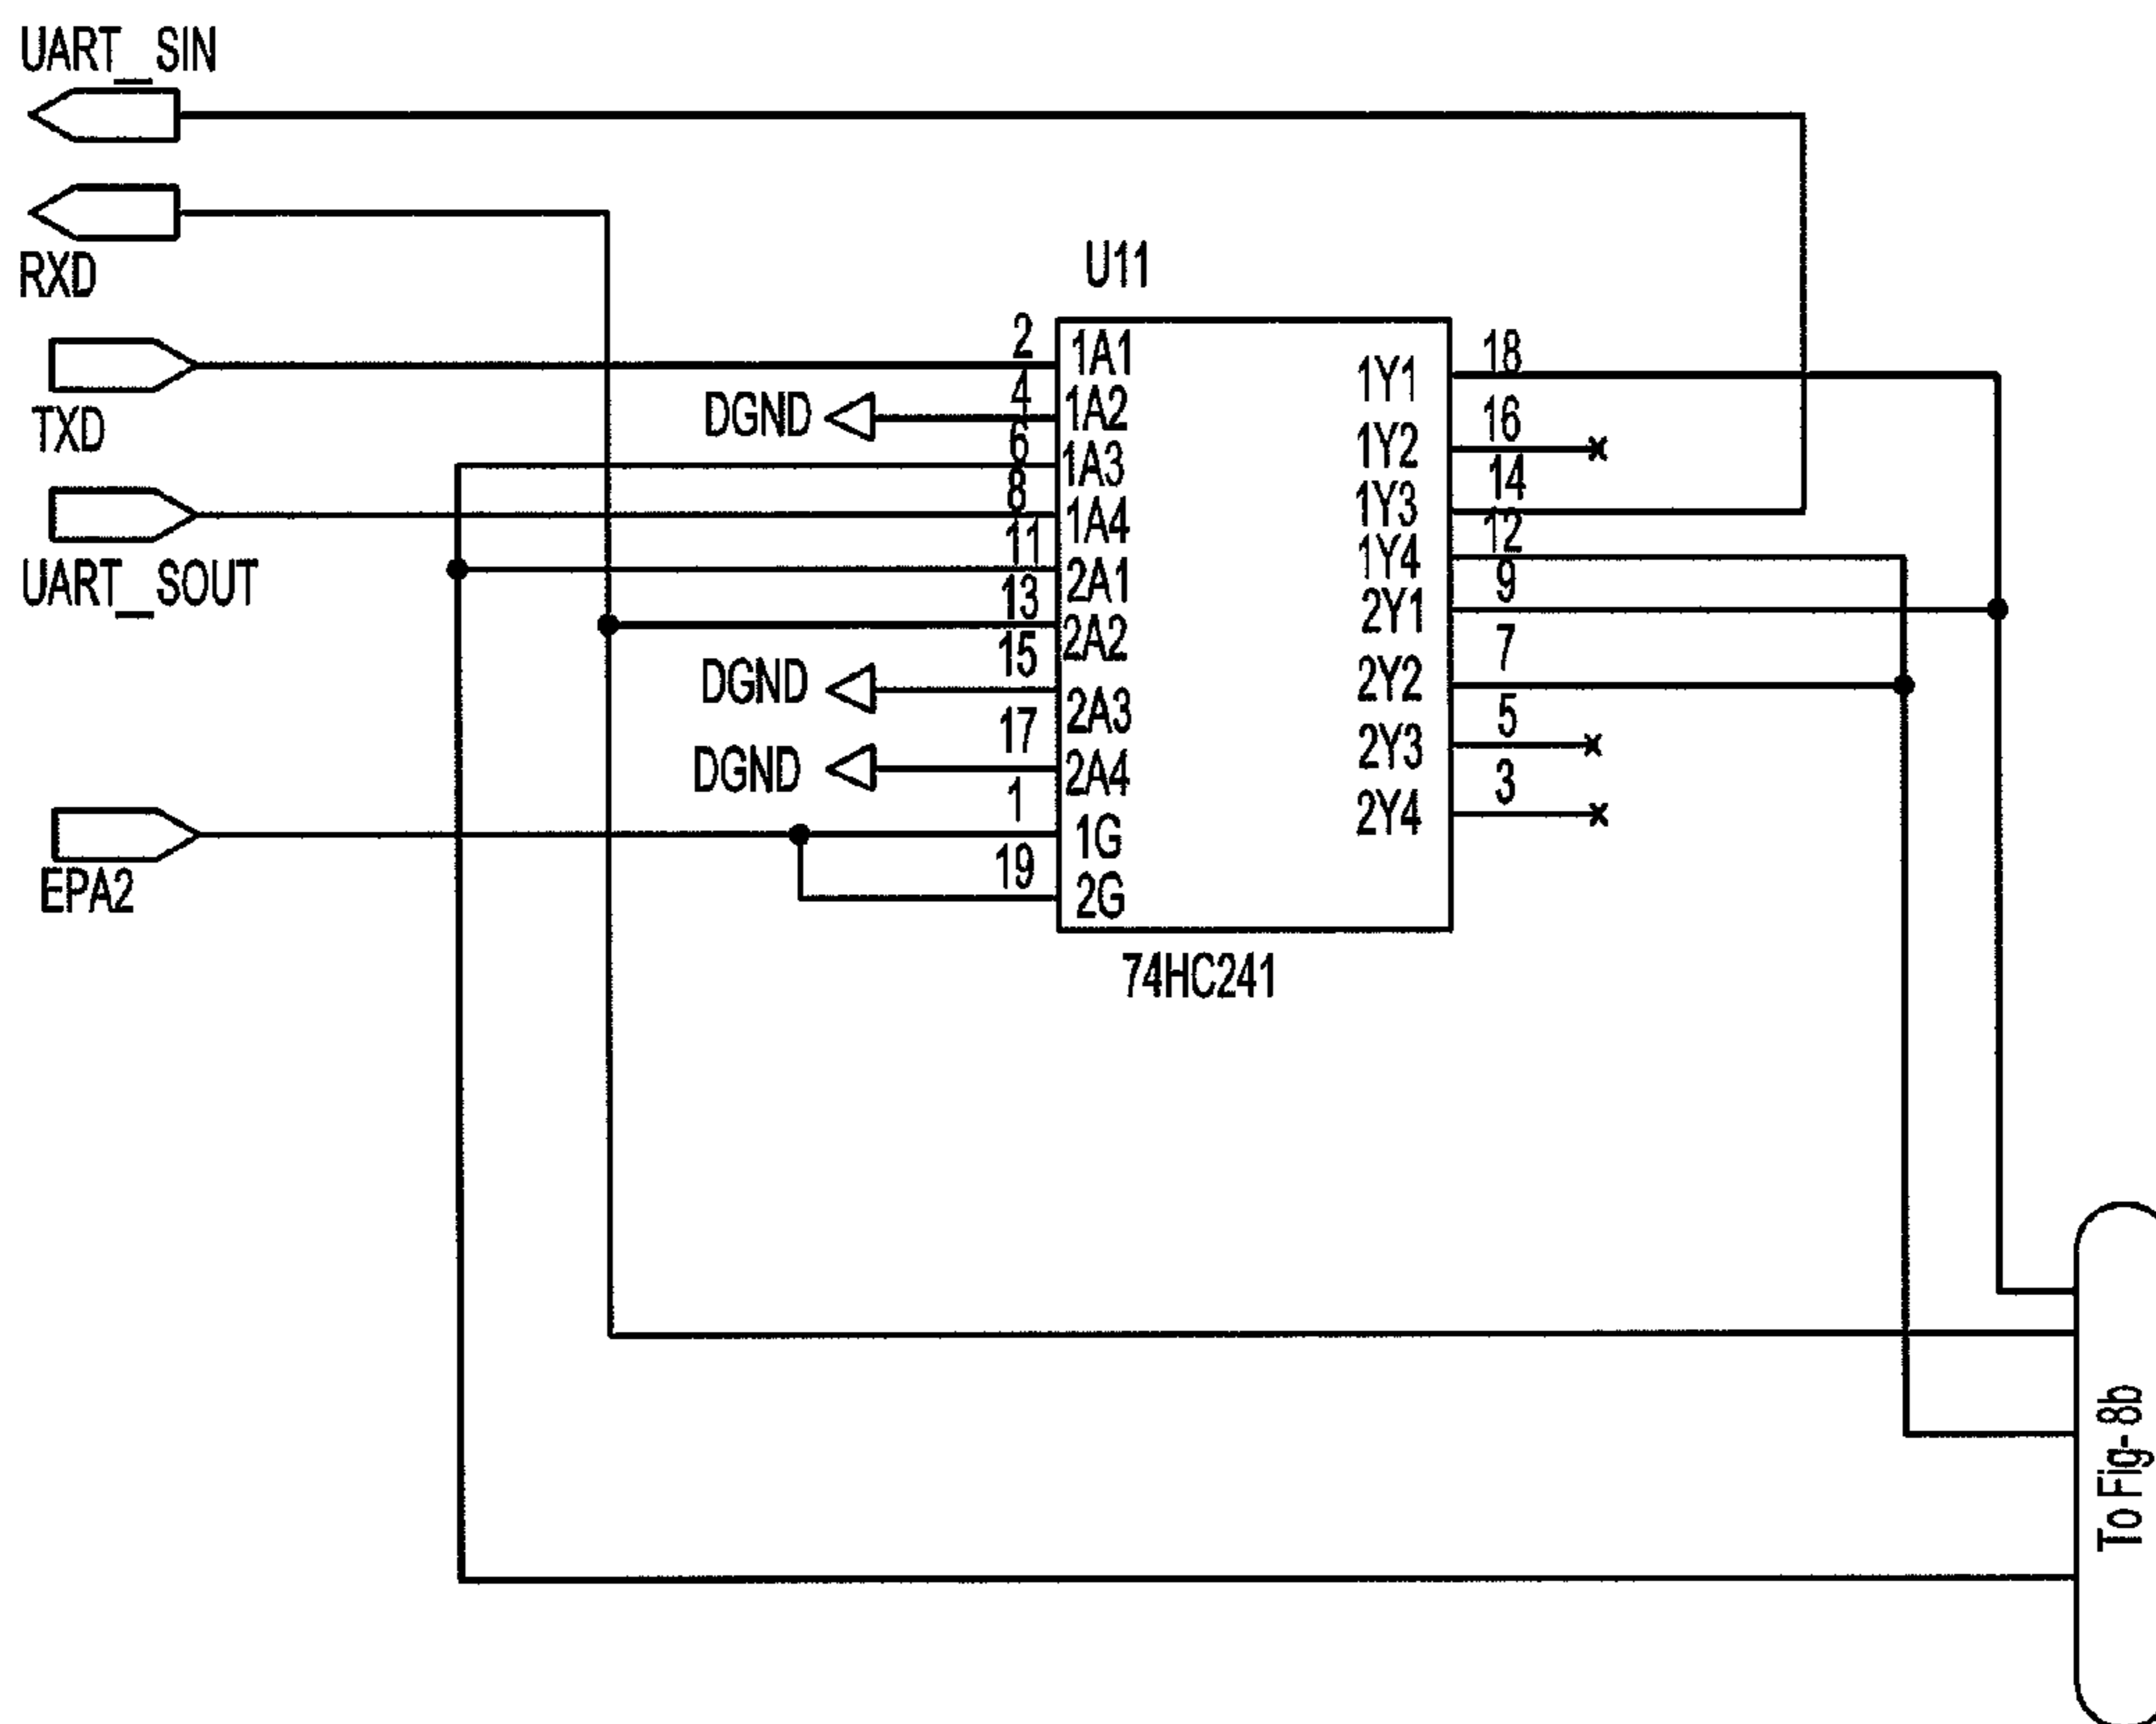 UART_SIN
RXD
U11
TXD
UART_SOUT
EPA2
DGND
DGND
DGND
2
4
6
8
11
13
15
17
1
19
1A1
1A2
1A3
1A4
2A1
2A2
2A3
2A4
1G
2G
1Y1
1Y2
1Y3
1Y4
2Y1
2Y2
2Y3
2Y4
18
16
14
12
9
7
5
3
74HC241
To Fig-8b